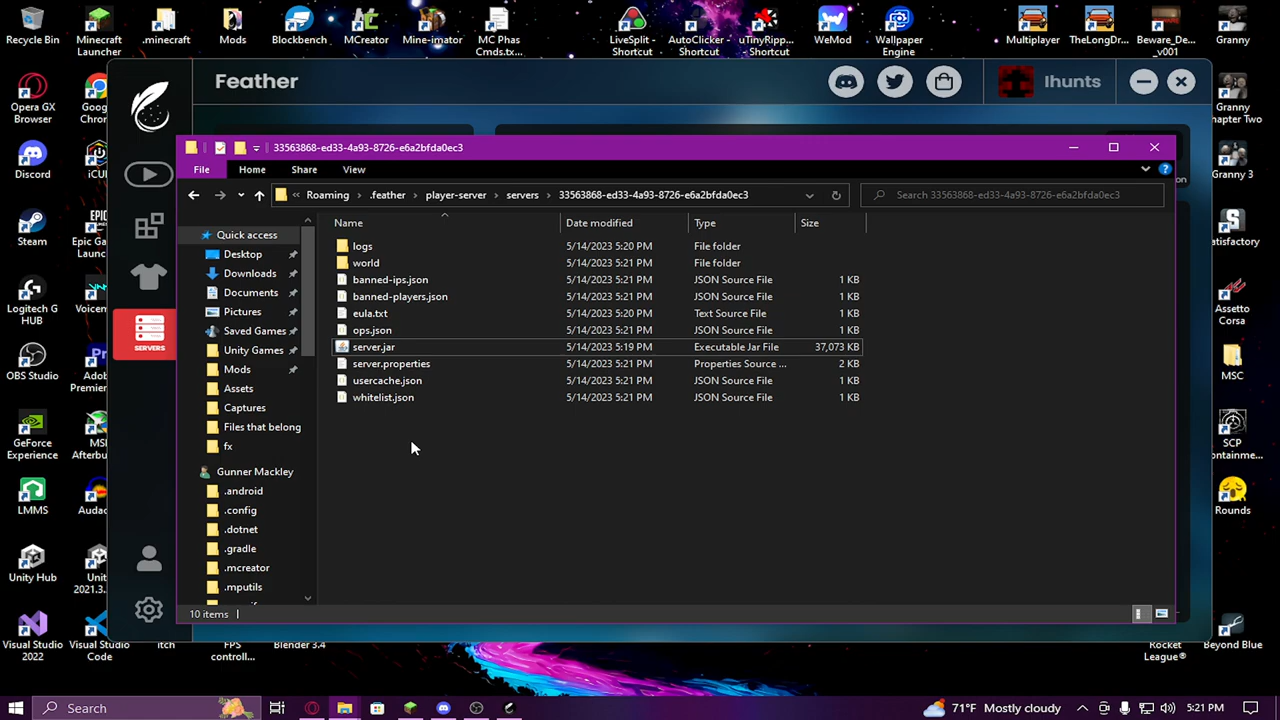 Recycle Bin
Minecraft Launcher
.minecraft
Mods
Blockbench
MCreator
Mine-imator
MC Phas Cmds.tx...
LiveSplit - Shortcut
AutoClicker - Shortcut
uTinyRipp... - Shortcut
WeMod
Wallpaper Engine
Multiplayer
TheLongDr...
Beware_De... _v001
Granny
Feather
Ihunts
33563868-ed33-4a93-8726-e6a2bfda0ec3
File
Home
Share
View
Roaming
.feather
player-server
servers
33563868-ed33-4a93-8726-e6a2bfda0ec3
Search 33563868-ed33-4a93-8726-e6a2bfda0ec3
Name
Date modified
Type
Size
logs 5/14/2023 5:20 PM File folder
world 5/14/2023 5:21 PM File folder
banned-ips.json 5/14/2023 5:21 PM JSON Source File 1 KB
banned-players.json 5/14/2023 5:21 PM JSON Source File 1 KB
eula.txt 5/14/2023 5:20 PM Text Source File 1 KB
ops.json 5/14/2023 5:21 PM JSON Source File 1 KB
server.jar 5/14/2023 5:19 PM Executable Jar File 37,073 KB
server.properties 5/14/2023 5:21 PM Properties Source ... 2 KB
usercache.json 5/14/2023 5:21 PM JSON Source File 1 KB
whitelist.json 5/14/2023 5:21 PM JSON Source File 1 KB
Quick access
Desktop
Downloads
Documents
Pictures
Saved Games
Unity Games
Mods
Assets
Captures
Files that belong
fx
Gunner Mackley
.android
.config
.dotnet
.gradle
.mcreator
.mputils
10 items
SERVERS
Opera GX Browser
Discord
Steam
Logitech G HUB
OBS Studio
GeForce Experience
LMMS
Unity Hub
Visual Studio 2022
Visual Studio Code
itch
FPS controll...
Blender 3.4
Granny Chapter Two
Granny 3
Satisfactory
Assetto Corsa
MSC
SCP
Rounds
Rocket League®
Beyond Blue
Search
71°F Mostly cloudy
5:21 PM